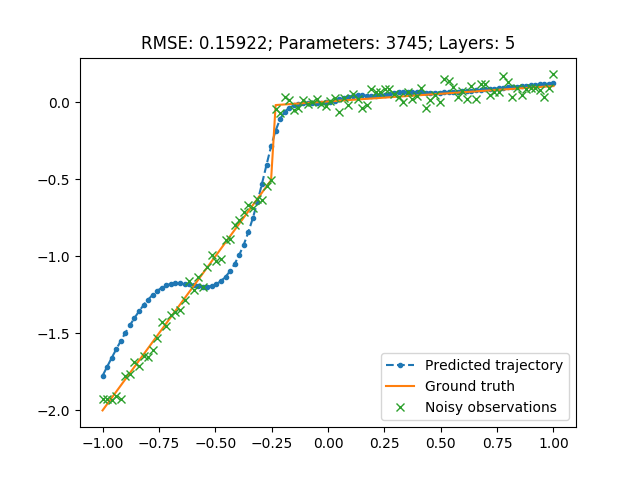 RMSE: 0.15922; Parameters: 3745; Layers: 5
0.0
−0.5
−1.0
−1.5
−2.0
Predicted trajectory
Ground truth
Noisy observations
−1.00 −0.75 −0.50 −0.25 0.00 0.25 0.50 0.75 1.00